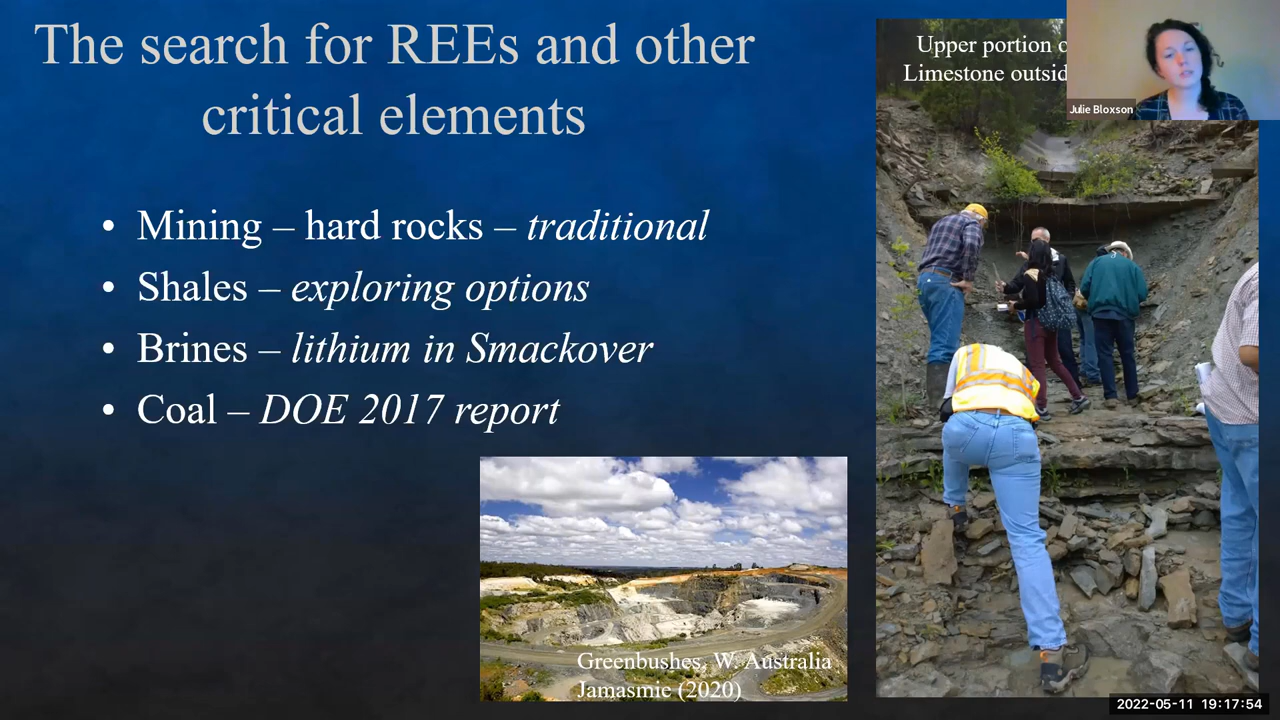 The search for REEs and other
critical elements
• Mining – hard rocks – traditional
• Shales – exploring options
• Brines – lithium in Smackover
• Coal – DOE 2017 report
Greenbushes, W. Australia
Jamasmie (2020)
Upper portion
Limestone
Julie Bloxson
2022-05-11 19:17:54